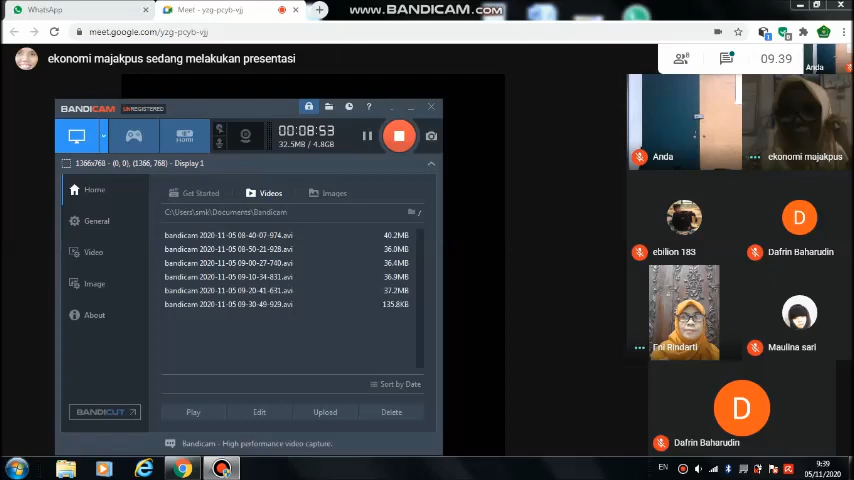 WhatsApp
Meet - yzg-pcyb-vjj
WWW.BANDICAM.COM
meet.google.com/yzg-pcyb-vjj
ekonomi majakpus sedang melakukan presentasi
8
09.39
Anda
BANDICAM
UNREGISTERED
HDMI
00:08:53
32.5MB / 4.8GB
1366x768 - (0, 0), (1366, 768) - Display 1
Home
General
Video
Image
About
BANDICUT
Get Started
Videos
Images
C:\Users\smk\Documents\Bandicam
bandicam 2020-11-05 08-40-07-974.avi 40.2MB
bandicam 2020-11-05 08-50-21-928.avi 36.0MB
bandicam 2020-11-05 09-00-27-740.avi 36.4MB
bandicam 2020-11-05 09-10-34-831.avi 36.9MB
bandicam 2020-11-05 09-20-41-631.avi 37.2MB
bandicam 2020-11-05 09-30-49-929.avi 135.8KB
Sort by Date
Play
Edit
Upload
Delete
Bandicam - High performance video capture.
Anda
ekonomi majakpus
ebilion 183
D
Dafrin Baharudin
Eni Rindarti
Maulina sari
D
Dafrin Baharudin
EN
9:39
05/11/2020